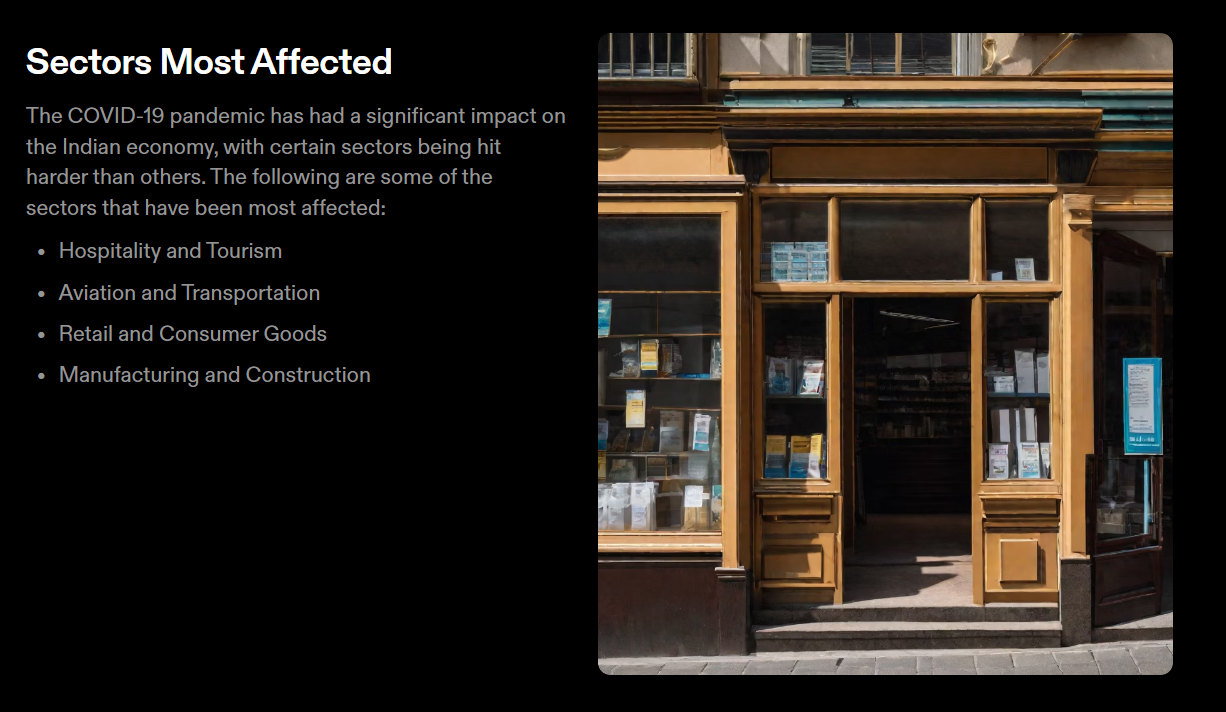 Sectors Most Affected
The COVID-19 pandemic has had a significant impact on
the Indian economy, with certain sectors being hit
harder than others. The following are some of the
sectors that have been most affected:
• Hospitality and Tourism
• Aviation and Transportation
• Retail and Consumer Goods
• Manufacturing and Construction